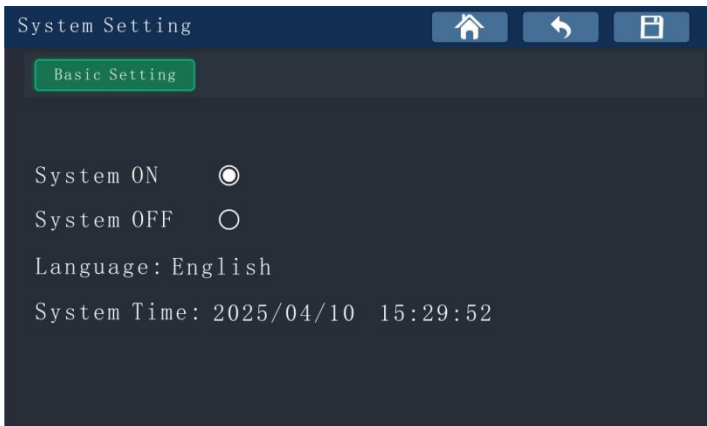 System Setting
Basic Setting
System ON
System OFF
Language: English
System Time: 2025/04/10 15:29:52